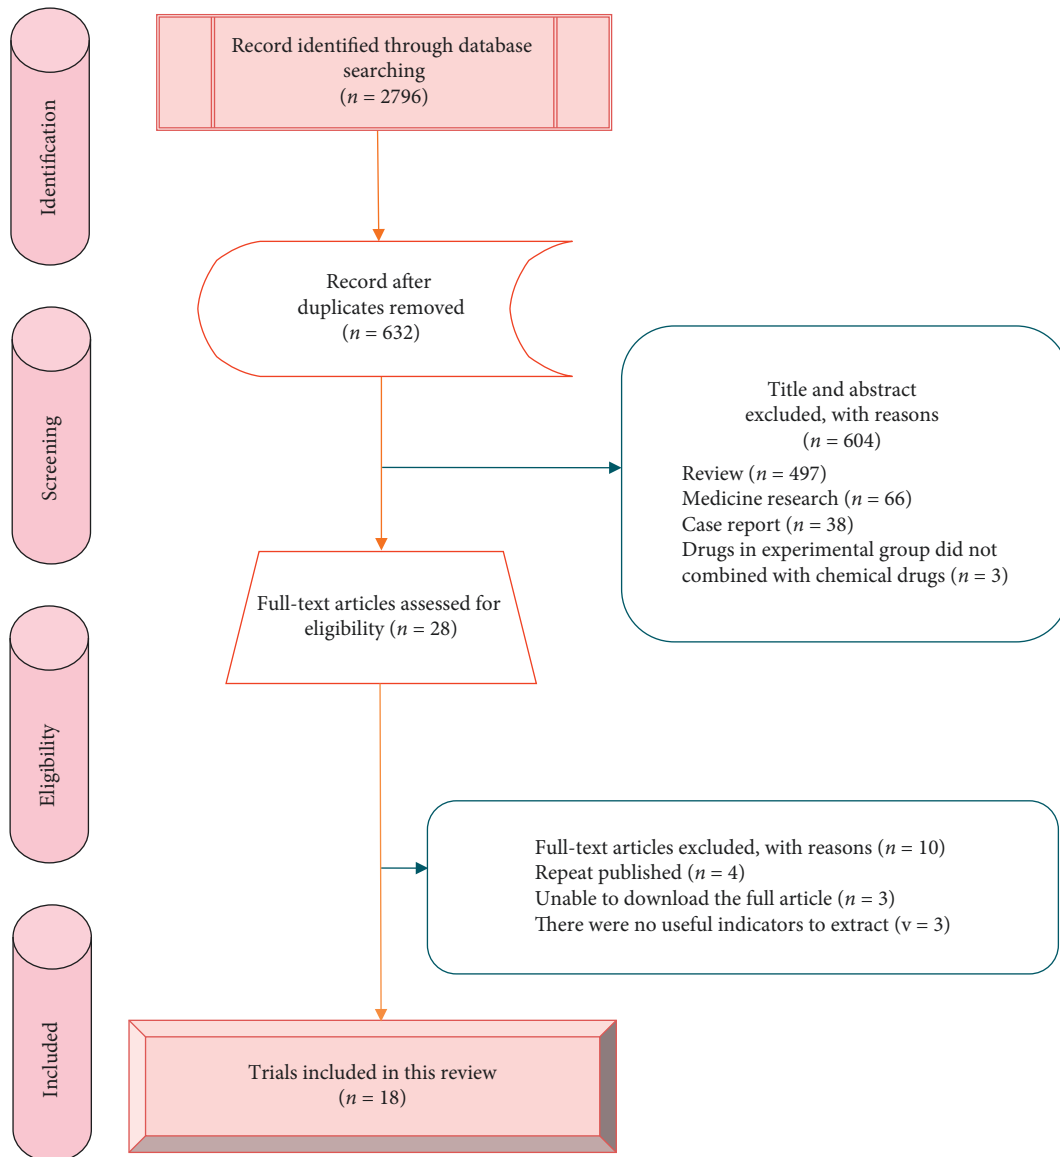 Identification
Record identified through database
searching
(n = 2796)
Record after
duplicates removed
(n = 632)
Screening
Title and abstract
excluded, with reasons
(n = 604)
Review (n = 497)
Medicine research (n = 66)
Case report (n = 38)
Drugs in experimental group did not
combined with chemical drugs (n = 3)
Full-text articles assessed for
eligibility (n = 28)
Eligibility
Full-text articles excluded, with reasons (n = 10)
Repeat published (n = 4)
Unable to download the full article (n = 3)
There were no useful indicators to extract (v = 3)
Included
Trials included in this review
(n = 18)